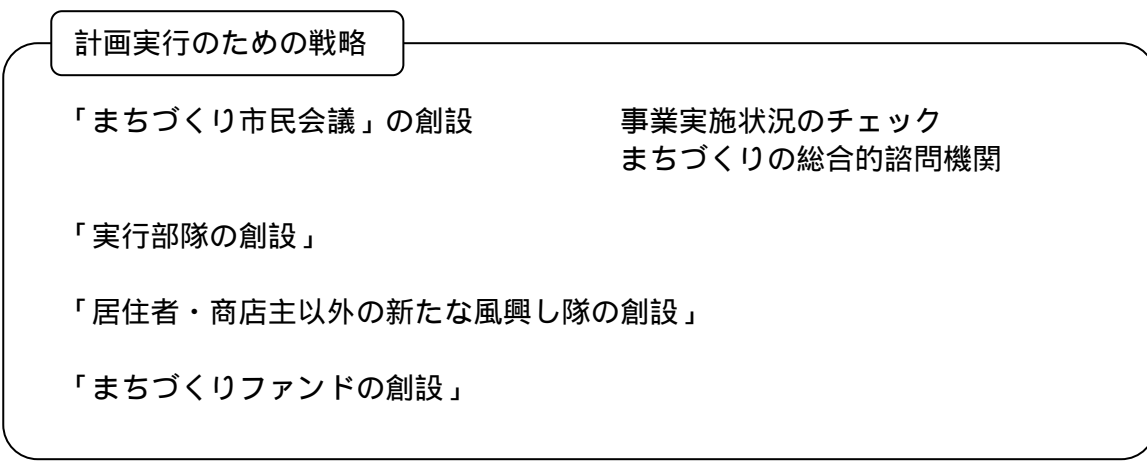 計画実行のための戦略
「まちづくり市民会議」の創設 事業実施状況のチェック
まちづくりの総合的諮問機関
「実行部隊の創設」
「居住者・商店主以外の新たな風興し隊の創設」
「まちづくりファンドの創設」